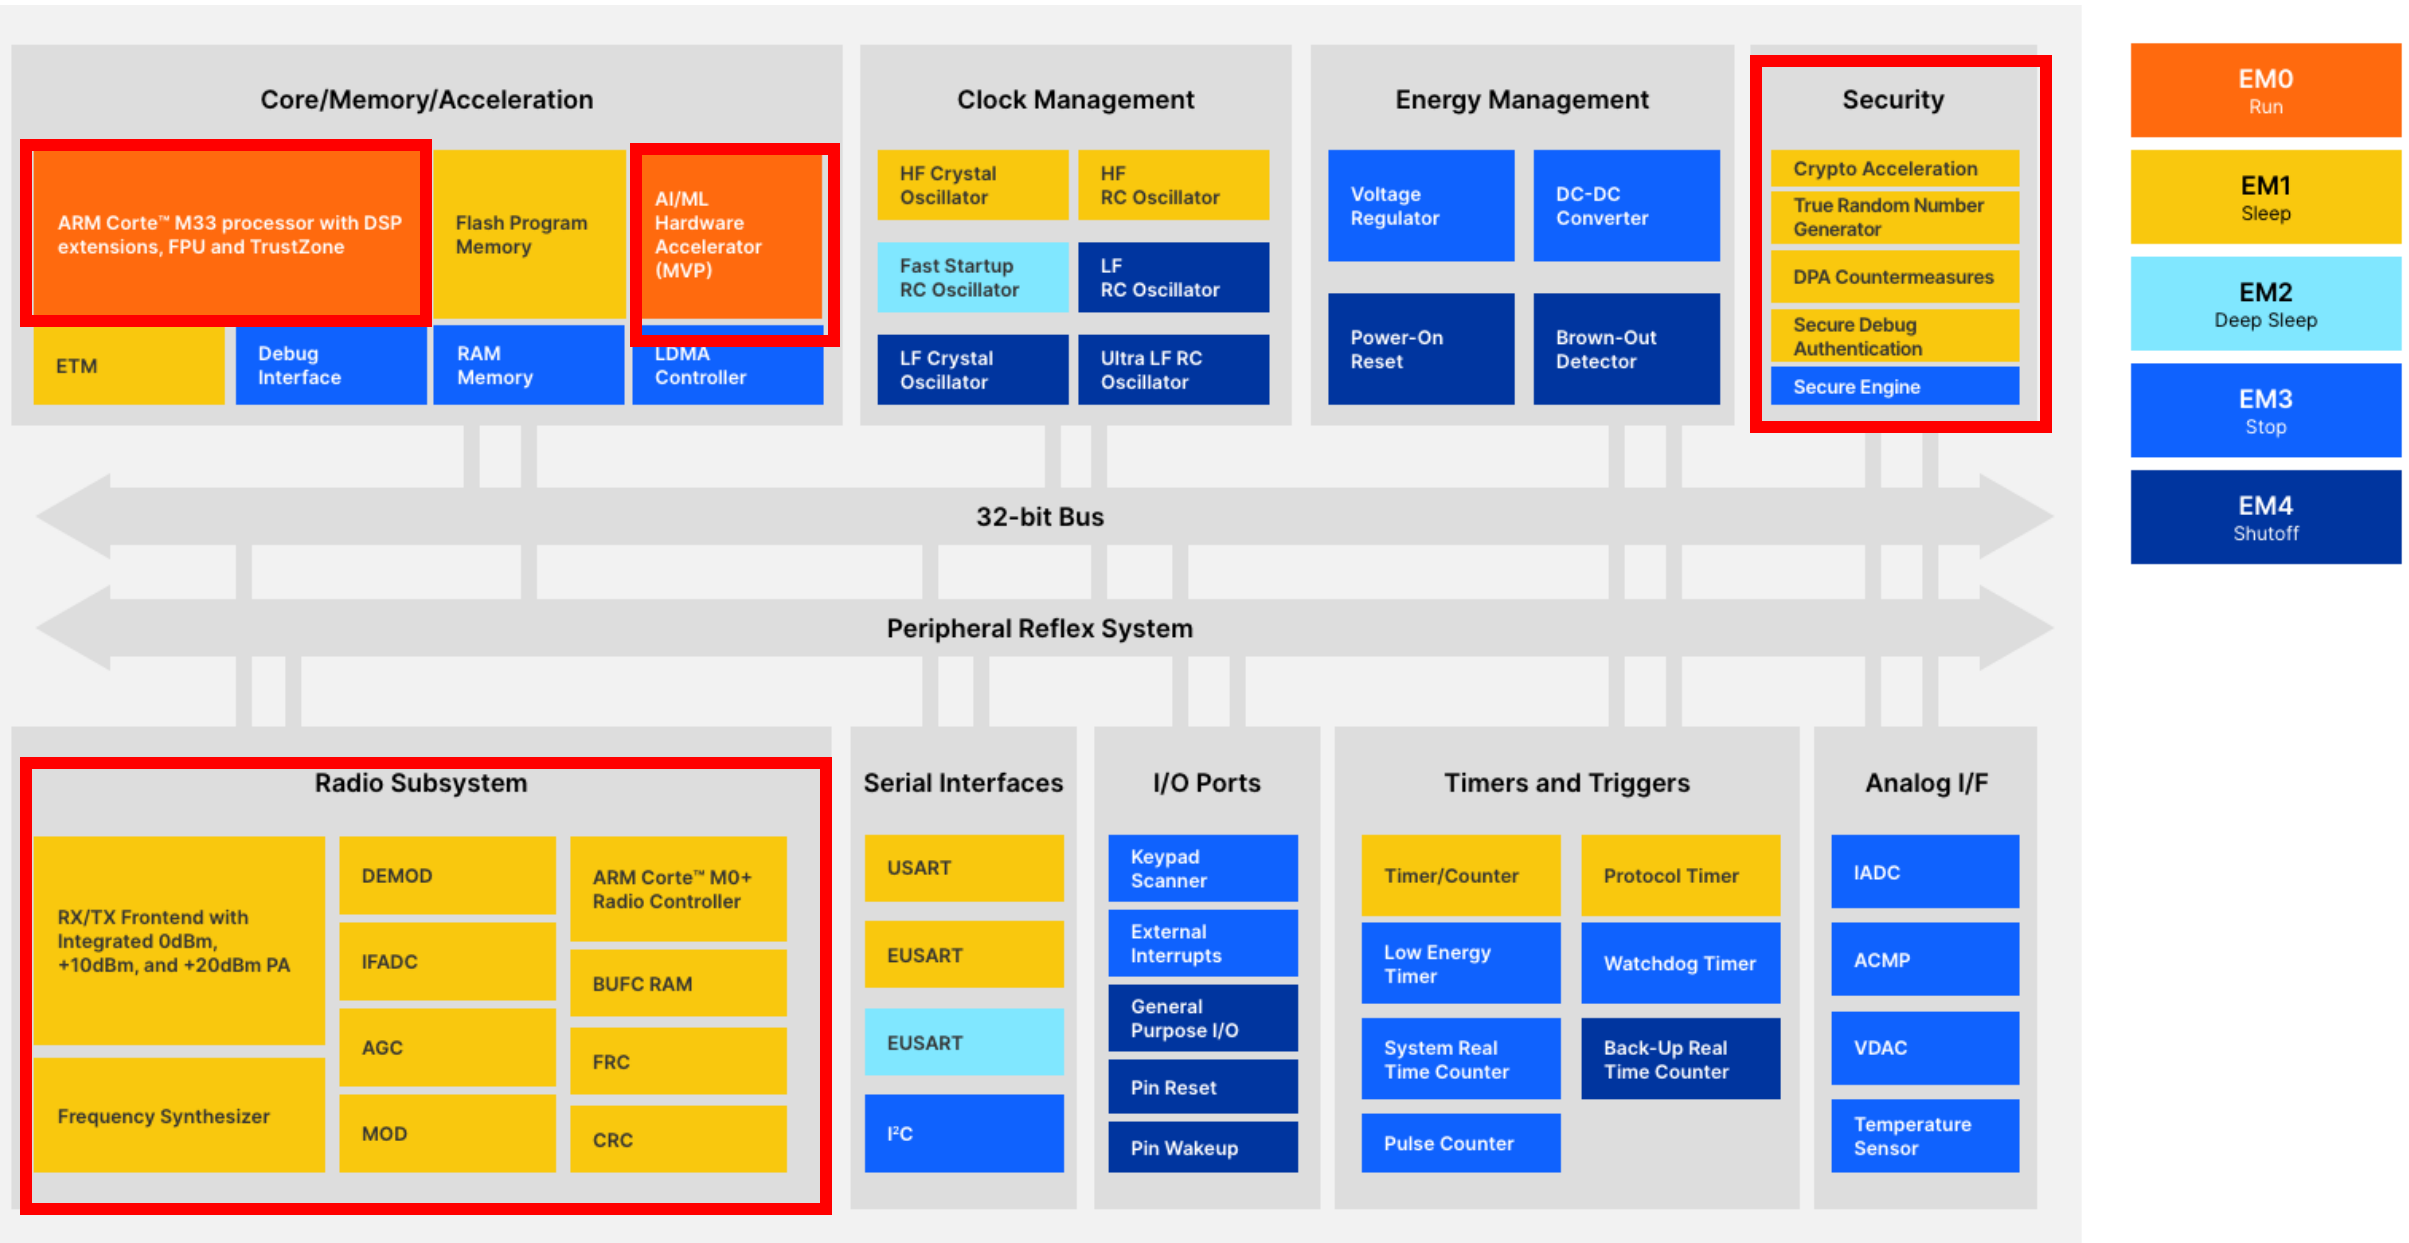 Core/Memory/Acceleration
ARM Corte™ M33 processor with DSP
extensions, FPU and TrustZone
Flash Program
Memory
AI/ML
Hardware
Accelerator
(MVP)
ETM
Debug
Interface
RAM
Memory
LDMA
Controller
Clock Management
HF Crystal
Oscillator
HF
RC Oscillator
Fast Startup
RC Oscillator
LF
RC Oscillator
LF Crystal
Oscillator
Ultra LF RC
Oscillator
Energy Management
Voltage
Regulator
DC-DC
Converter
Power-On
Reset
Brown-Out
Detector
Security
Crypto Acceleration
True Random Number
Generator
DPA Countermeasures
Secure Debug
Authentication
Secure Engine
EM0
Run
EM1
Sleep
EM2
Deep Sleep
EM3
Stop
EM4
Shutoff
32-bit Bus
Peripheral Reflex System
Radio Subsystem
RX/TX Frontend with
Integrated 0dBm,
+10dBm, and +20dBm PA
Frequency Synthesizer
DEMOD
IFADC
AGC
MOD
ARM Corte™ M0+
Radio Controller
BUFC RAM
FRC
CRC
Serial Interfaces
USART
EUSART
EUSART
I²C
I/O Ports
Keypad
Scanner
External
Interrupts
General
Purpose I/O
Pin Reset
Pin Wakeup
Timers and Triggers
Timer/Counter
Protocol Timer
Low Energy
Timer
Watchdog Timer
System Real
Time Counter
Back-Up Real
Time Counter
Pulse Counter
Analog I/F
IADC
ACMP
VDAC
Temperature
Sensor